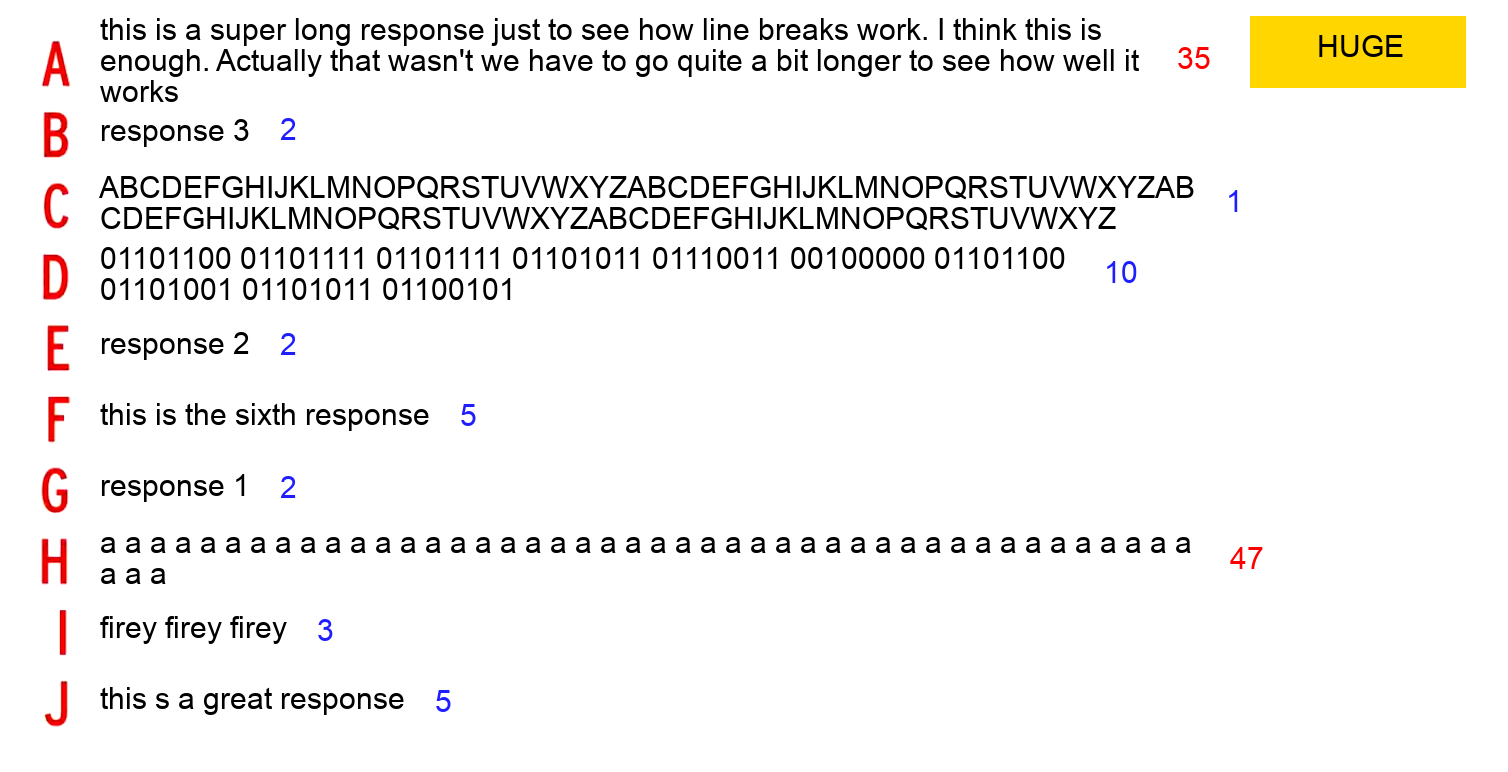 A this is a super long response just to see how line breaks work. I think this is
enough. Actually that wasn't we have to go quite a bit longer to see how well it 35 HUGE
works
B response 3 2
C ABCDEFGHIJKLMNOPQRSTUVWXYZABCDEFGHIJKLMNOPQRSTUVWXYZAB 1
CDEFGHIJKLMNOPQRSTUVWXYZABCDEFGHIJKLMNOPQRSTUVWXYZ
D 01101100 01101111 01101111 01101011 01110011 00100000 01101100 10
01101001 01101011 01100101
E response 2 2
F this is the sixth response 5
G response 1 2
H a a a a a a a a a a a a a a a a a a a a a a a a a a a a a a a a a a a a a a a a a a a a 47
a a a
I firey firey firey 3
J this s a great response 5